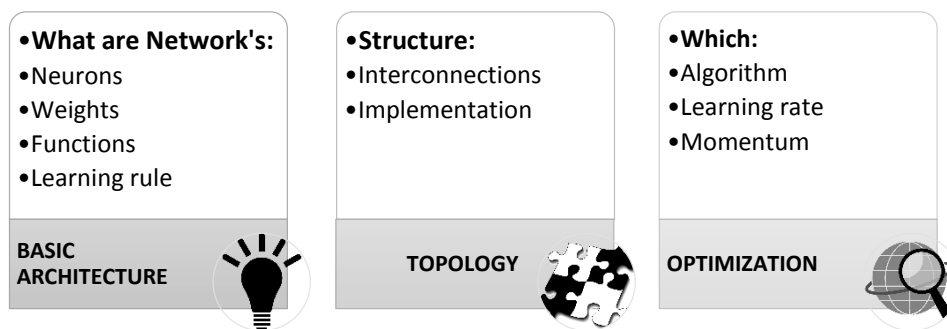 •What are Network's:
•Neurons
•Weights
•Functions
•Learning rule
BASIC
ARCHITECTURE
•Structure:
•Interconnections
•Implementation
TOPOLOGY
•Which:
•Algorithm
•Learning rate
•Momentum
OPTIMIZATION